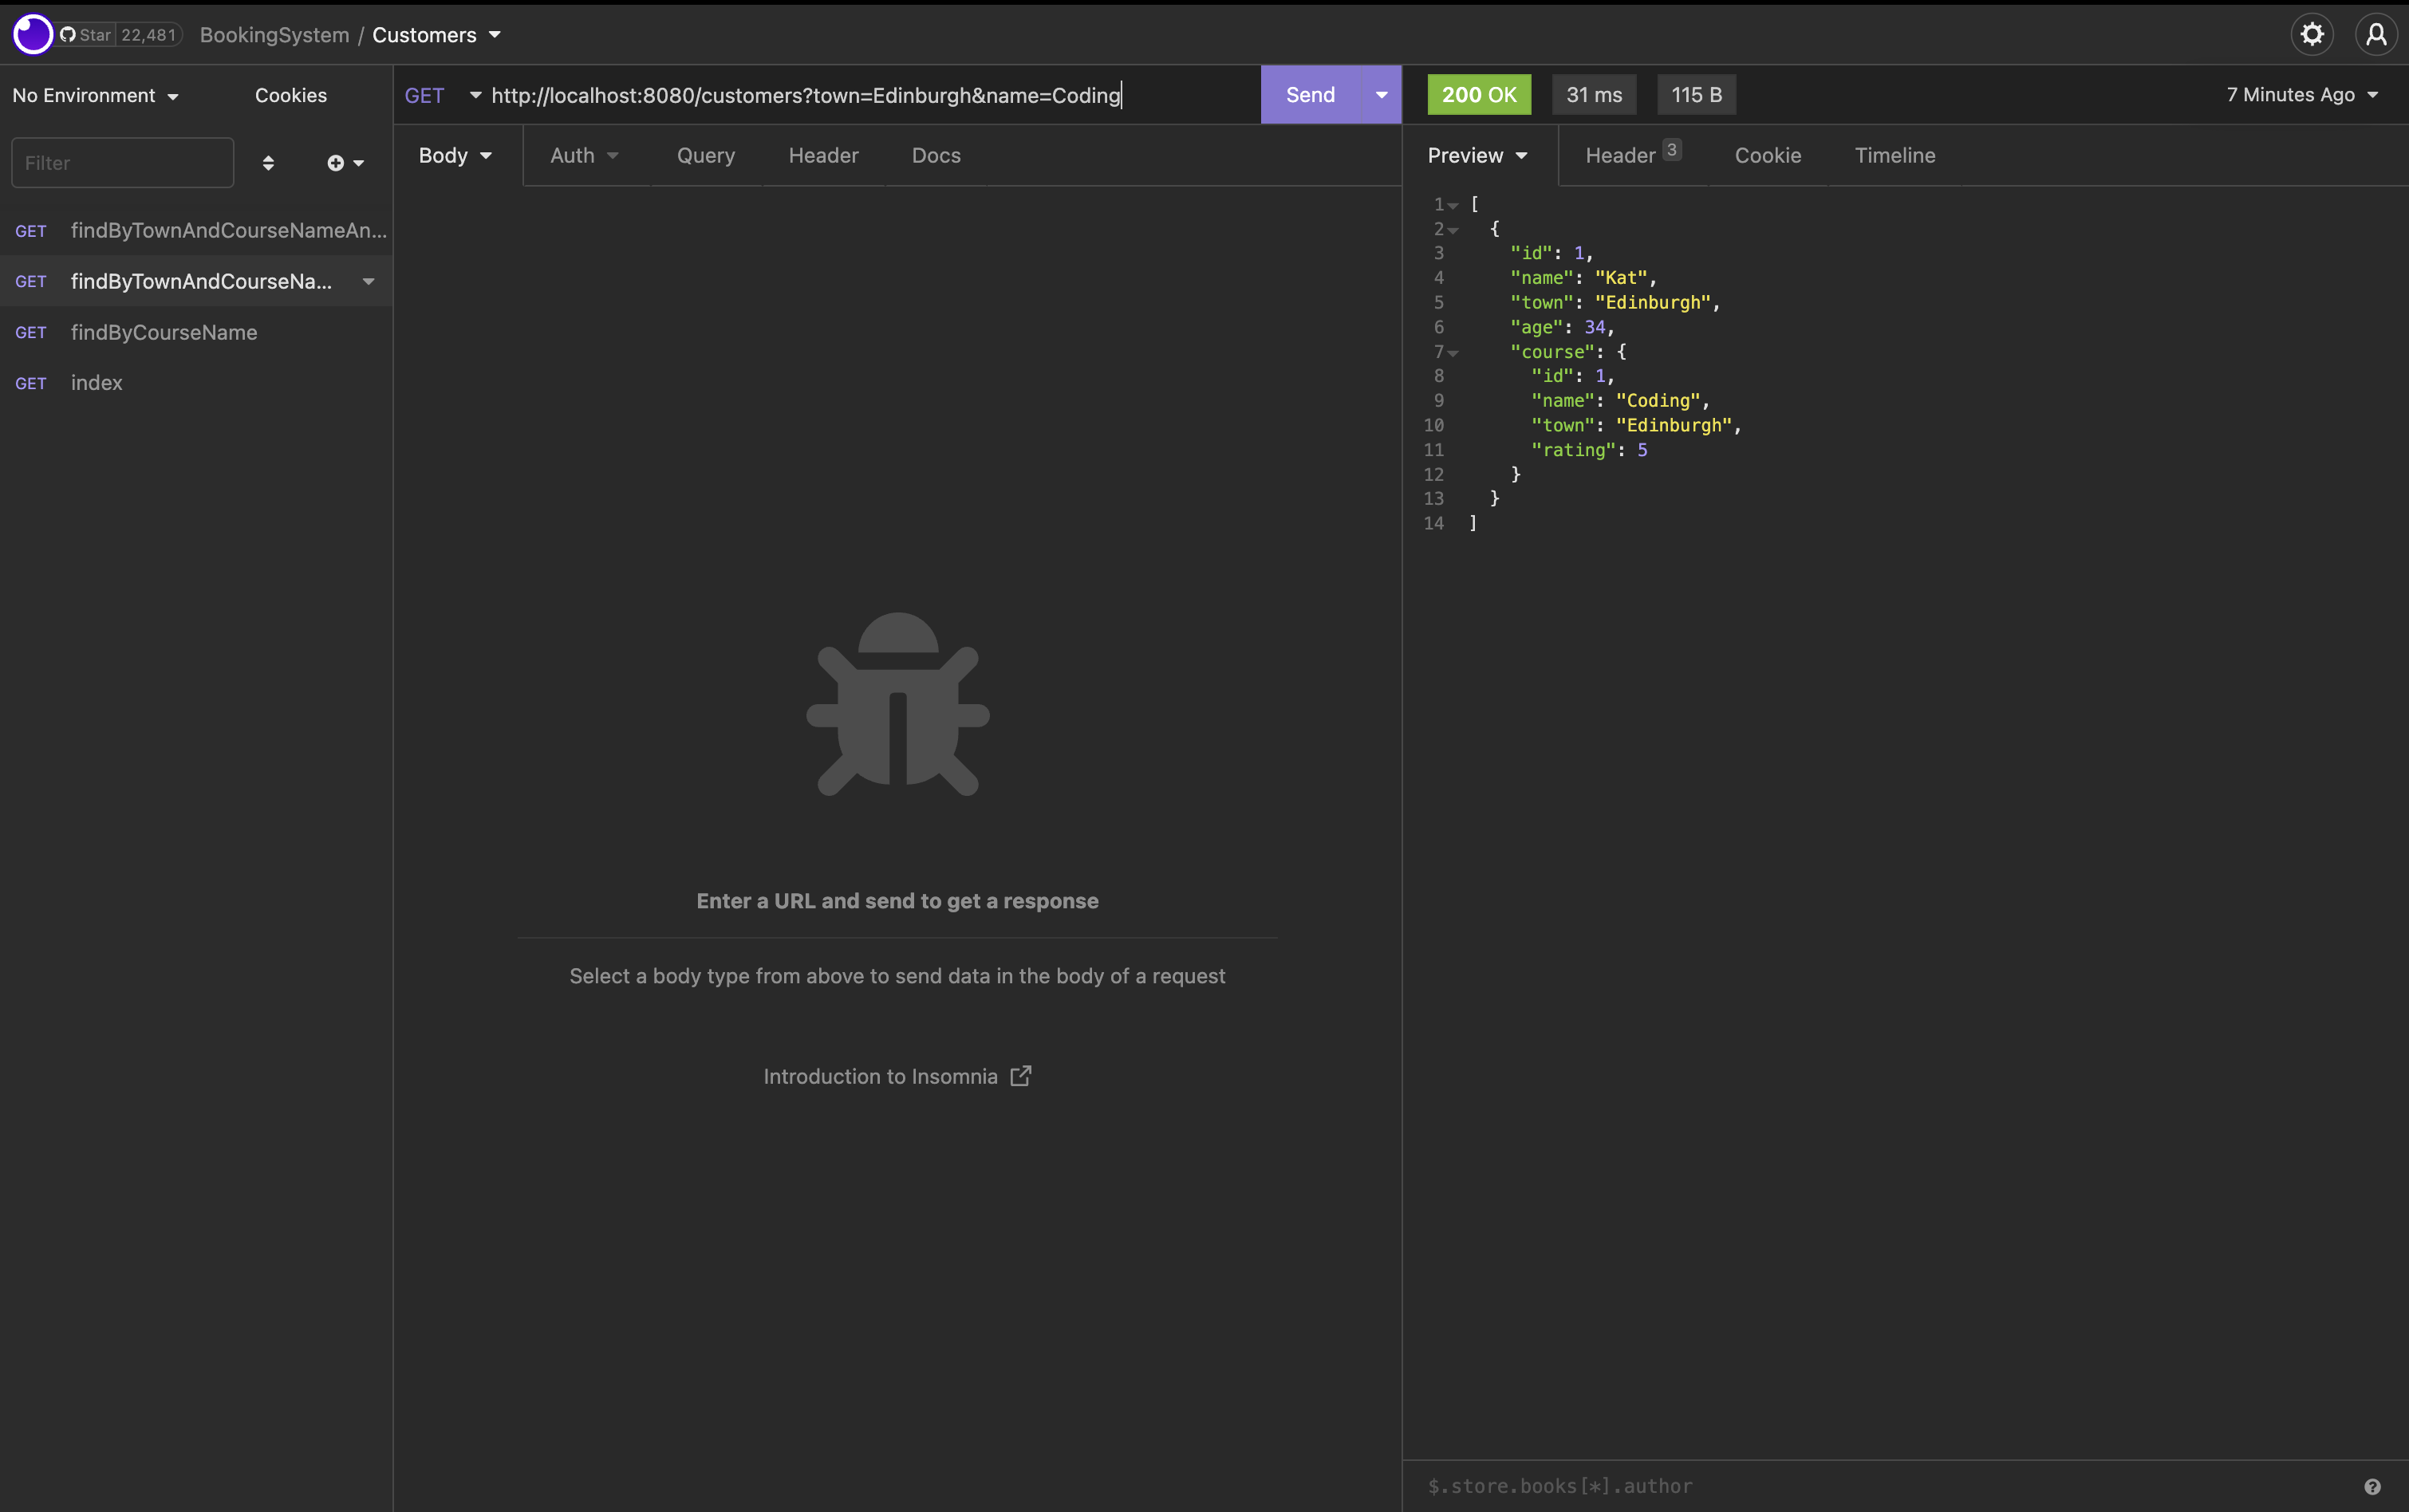 Star 22,481 BookingSystem / Customers
No Environment Cookies
GET http://localhost:8080/customers?town=Edinburgh&name=Coding Send
200 OK 31 ms 115 B 7 Minutes Ago
Filter
Body Auth Query Header Docs
Preview Header 3 Cookie Timeline
GET findByTownAndCourseNameAn...
GET findByTownAndCourseNa...
GET findByCourseName
GET index
Enter a URL and send to get a response
Select a body type from above to send data in the body of a request
Introduction to Insomnia
1 [
2 {
3 "id": 1,
4 "name": "Kat",
5 "town": "Edinburgh",
6 "age": 34,
7 "course": {
8 "id": 1,
9 "name": "Coding",
10 "town": "Edinburgh",
11 "rating": 5
12 }
13 }
14 ]
$.store.books[*].author